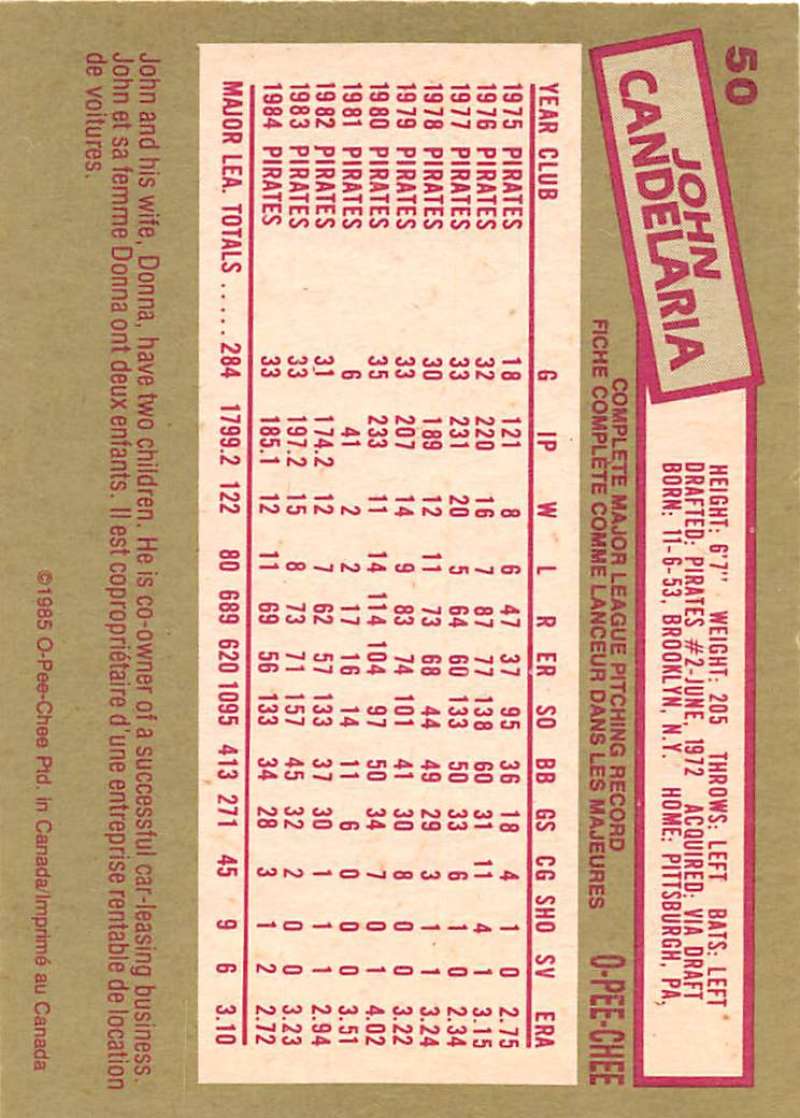 50
JOHN
CANDELARIA
HEIGHT: 6'7" WEIGHT: 205 THROWS: LEFT BATS: LEFT
DRAFTED: PIRATES #2-JUNE, 1972 ACQUIRED: VIA DRAFT
BORN: 11-6-53, BROOKLYN, N.Y. HOME: PITTSBURGH, PA,
COMPLETE MAJOR LEAGUE PITCHING RECORD
FICHE COMPLÈTE COMME LANCEUR DANS LES MAJEURES
O-PEE-CHEE
YEAR CLUB G IP W L R ER SO BB GS CG SHO SV ERA
1975 PIRATES 18 121 8 6 47 37 95 36 18 4 1 0 2.75
1976 PIRATES 32 220 16 7 87 77 138 60 31 11 4 1 3.15
1977 PIRATES 33 231 20 5 64 60 133 50 33 6 1 0 2.34
1978 PIRATES 30 189 12 11 73 68 44 49 29 3 1 1 3.24
1979 PIRATES 33 207 14 9 83 74 101 41 30 8 0 0 3.22
1980 PIRATES 35 233 11 14 114 104 97 50 34 7 0 1 4.02
1981 PIRATES 6 41 2 2 17 16 14 11 6 0 0 0 3.51
1982 PIRATES 31 174.2 12 7 62 57 133 37 30 1 1 1 2.94
1983 PIRATES 33 197.2 15 8 73 71 157 45 32 2 0 0 3.23
1984 PIRATES 33 185.1 12 11 69 56 133 34 28 3 1 2 2.72
MAJOR LEA. TOTALS ..... 284 1799.2 122 80 689 620 1095 413 271 45 9 6 3.10
John and his wife, Donna, have two children. He is co-owner of a successful car-leasing business.
John et sa femme Donna ont deux enfants. Il est copropriétaire d'une entreprise rentable de location
de voitures.
©1985 O-Pee-Chee Ptd. in Canada/Imprimé au Canada